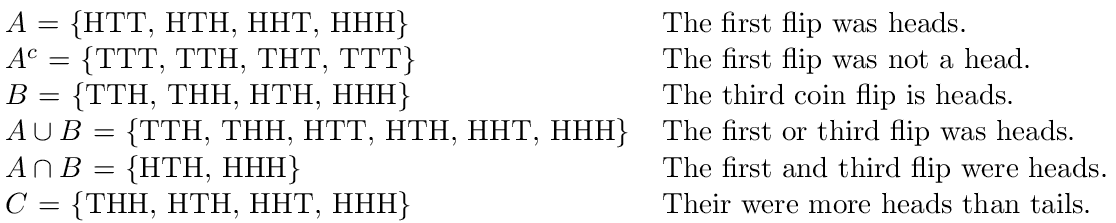 A = {HTT, HTH, HHT, HHH} The first flip was heads.
Aᶜ = {TTT, TTH, THT, TTT} The first flip was not a head.
B = {TTH, THH, HTH, HHH} The third coin flip is heads.
A ∪ B = {TTH, THH, HTT, HTH, HHT, HHH} The first or third flip was heads.
A ∩ B = {HTH, HHH} The first and third flip were heads.
C = {THH, HTH, HHT, HHH} Their were more heads than tails.